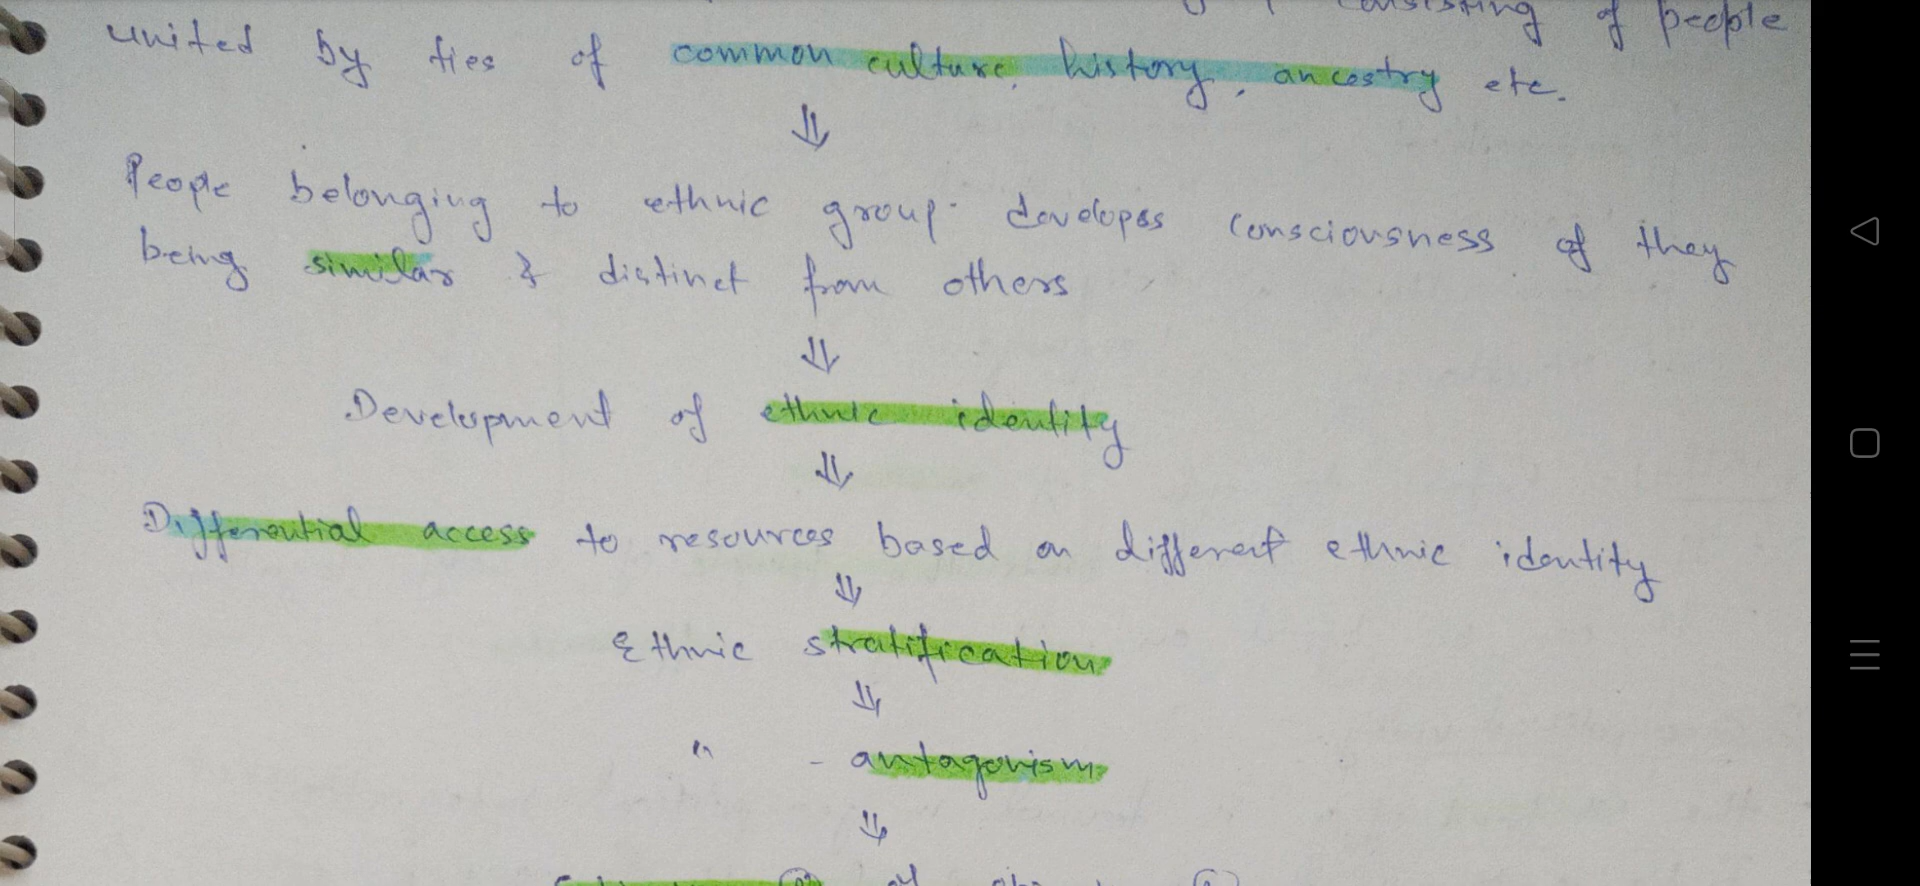 consisting of people
united by ties of common culture, history, ancestry etc.
⇓
People belonging to ethnic group developes consciousness of they
being similar & distinct from others
⇓
Development of ethnic identity
⇓
Differential access to resources based on different ethnic identity
⇓
Ethnic stratification
⇓
" - antagonism
⇓